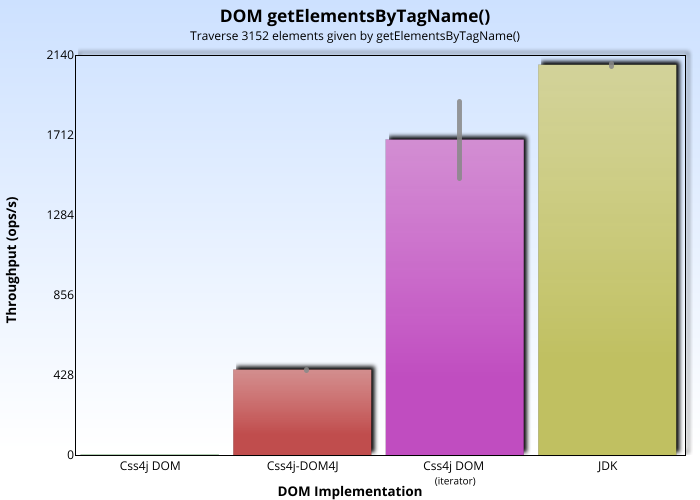 DOM getElementsByTagName()
Traverse 3152 elements given by getElementsByTagName()
2140
1712
1284
856
428
0
Throughput (ops/s)
Css4j DOM
Css4j-DOM4J
Css4j DOM
(iterator)
JDK
DOM Implementation